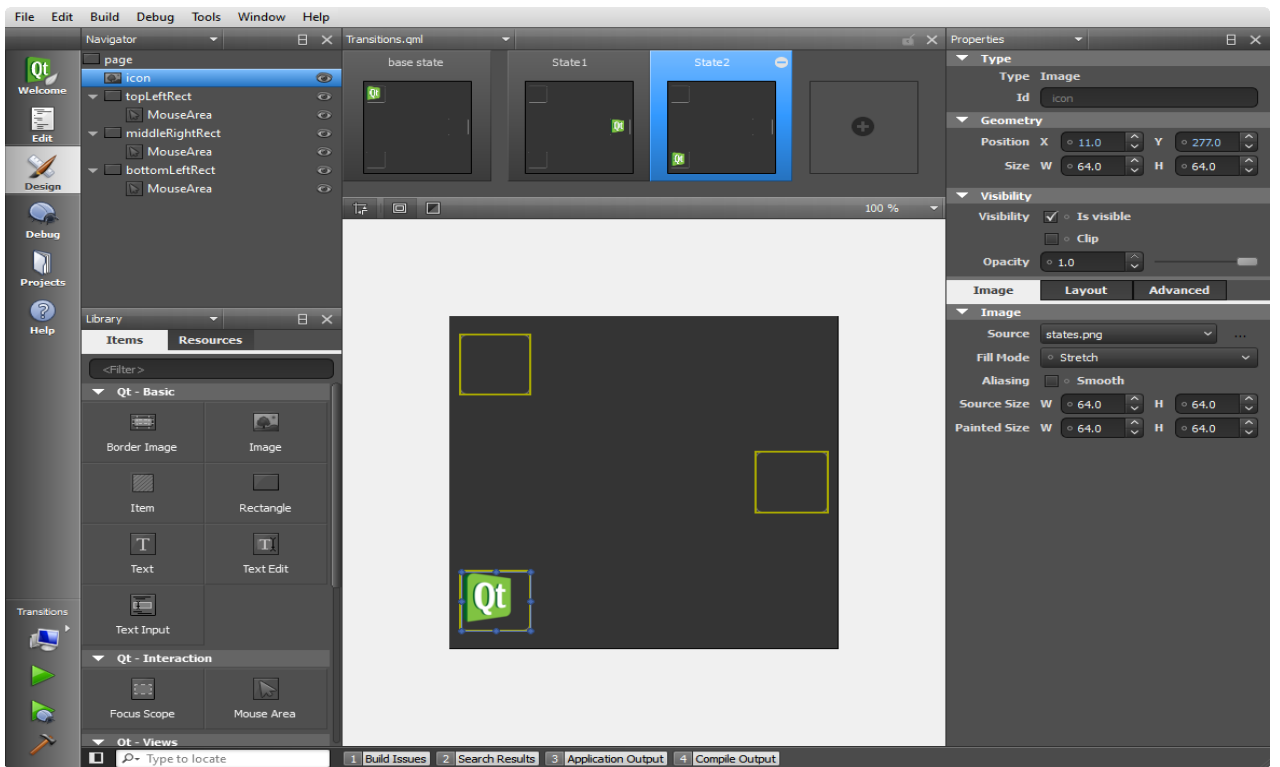 File Edit Build Debug Tools Window Help
Navigator
Transitions.qml
Properties
page
icon
topLeftRect
MouseArea
middleRightRect
MouseArea
bottomLeftRect
MouseArea
base state
State1
State2
Type
Type Image
Id icon
Geometry
Position X 11.0 Y 277.0
Size W 64.0 H 64.0
Visibility
Visibility Is visible
Clip
Opacity 1.0
Image Layout Advanced
Image
Source states.png ...
Fill Mode Stretch
Aliasing Smooth
Source Size W 64.0 H 64.0
Painted Size W 64.0 H 64.0
100 %
Qt
Welcome
Edit
Design
Debug
Projects
Help
Transitions
Library
Items Resources
<Filter>
Qt - Basic
Border Image Image
Item Rectangle
T TI
Text Text Edit
Text Input
Qt - Interaction
Focus Scope Mouse Area
Qt - Views
Qt
Qt
Qt
Qt
Type to locate
1 Build Issues 2 Search Results 3 Application Output 4 Compile Output